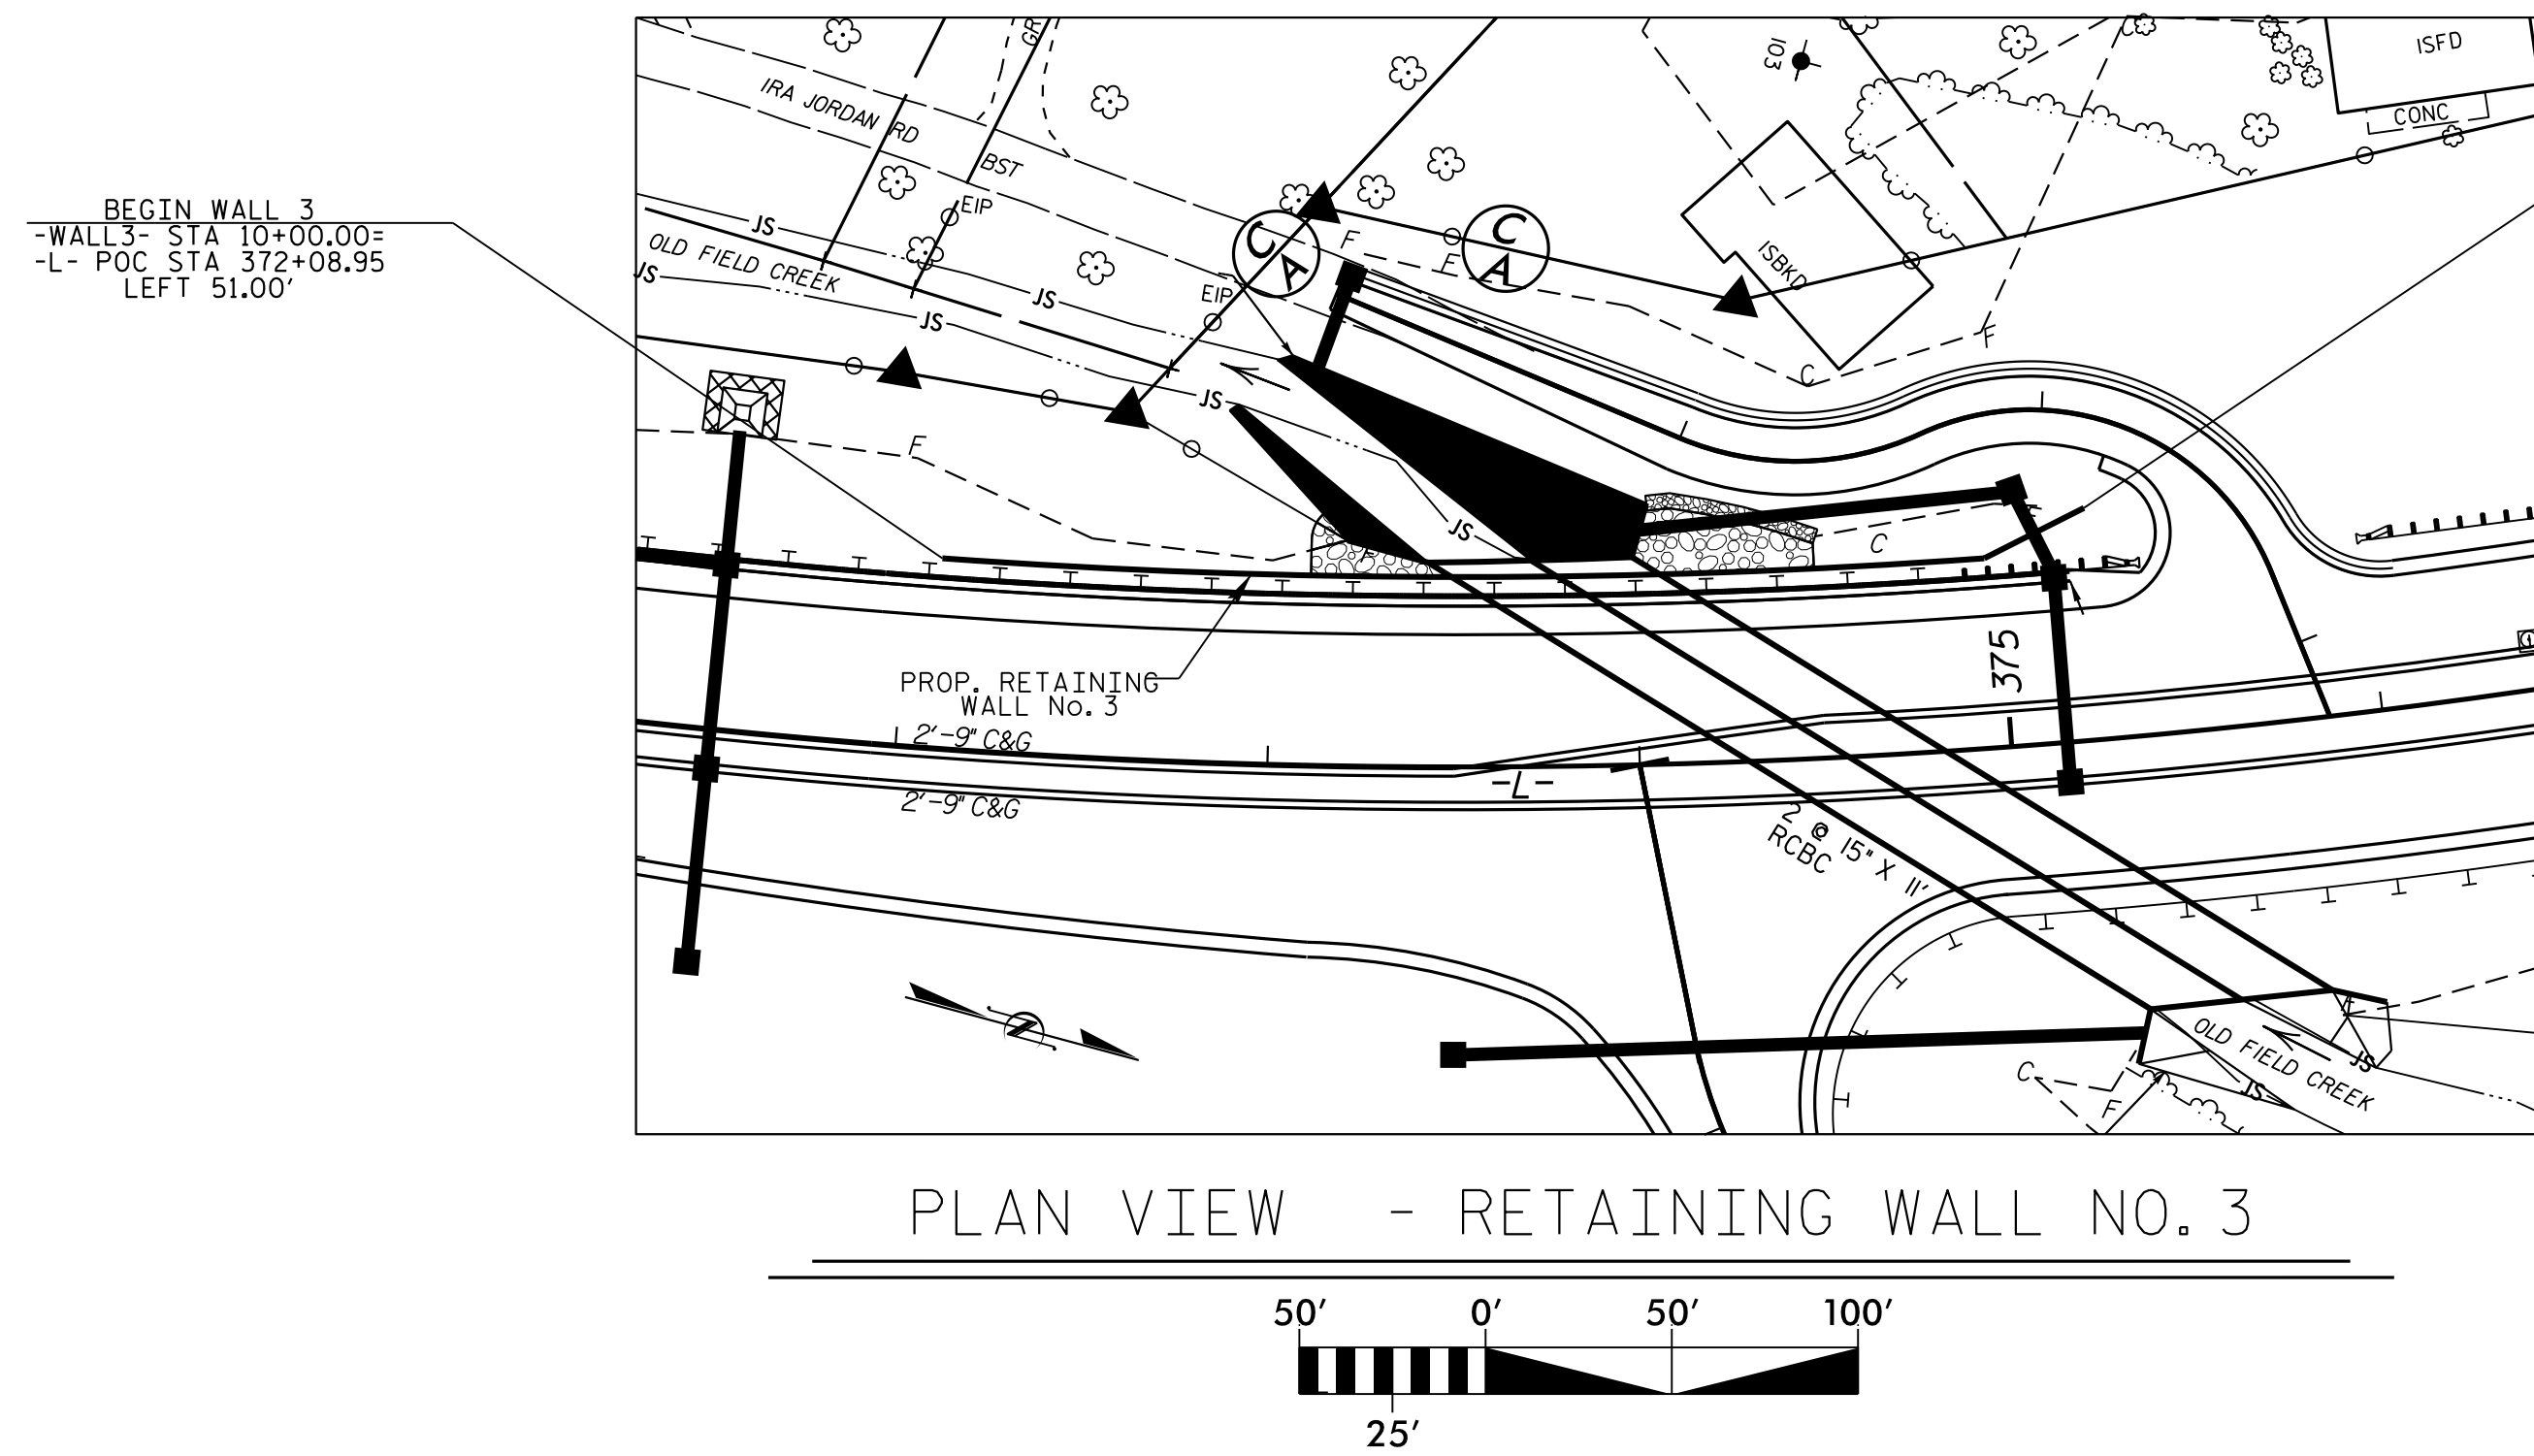 BEGIN WALL 3
-WALL3- STA 10+00.00=
-L- POC STA 372+08.95
LEFT 51.00'
GR
IRA JORDAN RD
BST
EIP
JS
OLD FIELD CREEK
JS
JS
JS
EIP
C
A
F
F
C
A
103
ISBKD
C
ISFD
CONC
F
C
JS
F
JS
F
C
PROP. RETAINING
WALL No. 3
2'-9" C&G
2'-9" C&G
-L-
375
2 @ 15" X 11'
RCBC
N
OLD FIELD CREEK
JS
JS
C
F
F
PLAN VIEW - RETAINING WALL NO. 3
50' 0' 50' 100'
25'